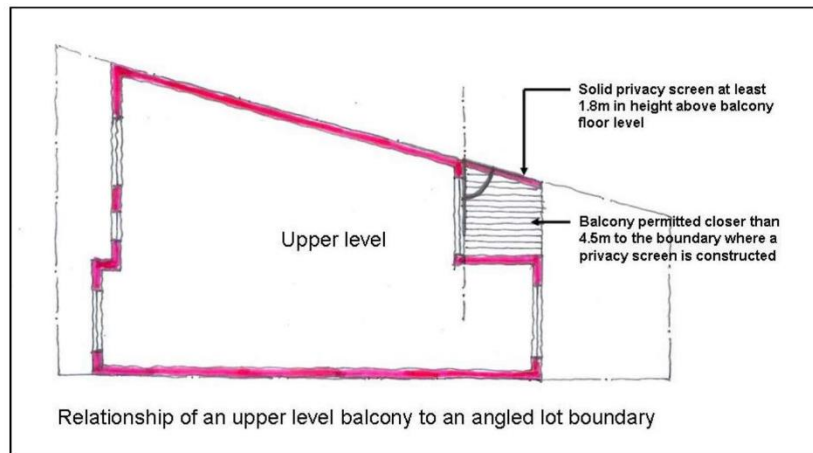 Solid privacy screen at least
1.8m in height above balcony
floor level
Upper level
Balcony permitted closer than
4.5m to the boundary where a
privacy screen is constructed
Relationship of an upper level balcony to an angled lot boundary